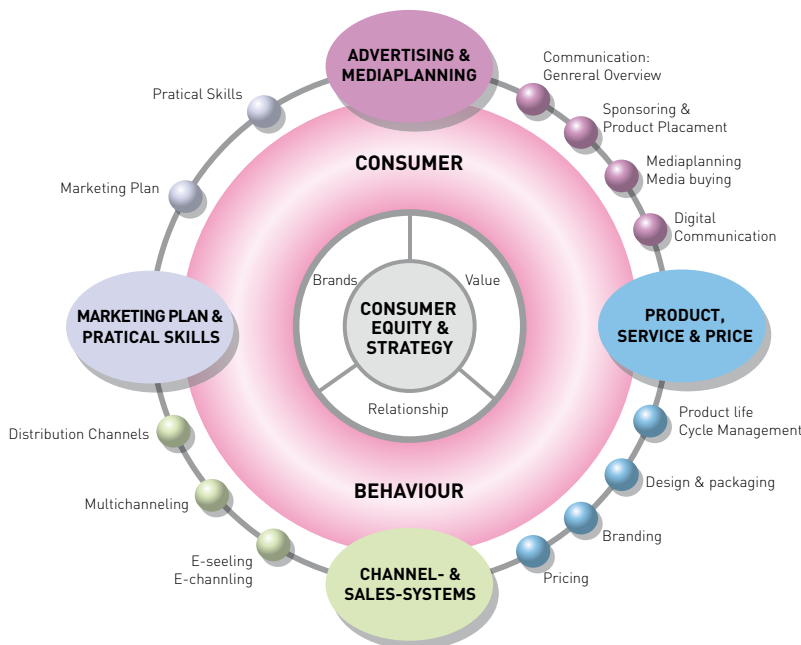 ADVERTISING &
MEDIAPLANNING
Communication:
Genreral Overview
Sponsoring &
Product Placament
Mediaplanning
Media buying
Digital
Communication
Pratical Skills
Marketing Plan
CONSUMER
Brands
Value
CONSUMER
EQUITY &
STRATEGY
Relationship
MARKETING PLAN &
PRATICAL SKILLS
PRODUCT,
SERVICE & PRICE
Product life
Cycle Management
Design & packaging
Branding
Pricing
Distribution Channels
Multichanneling
E-seeling
E-channling
BEHAVIOUR
CHANNEL- &
SALES-SYSTEMS